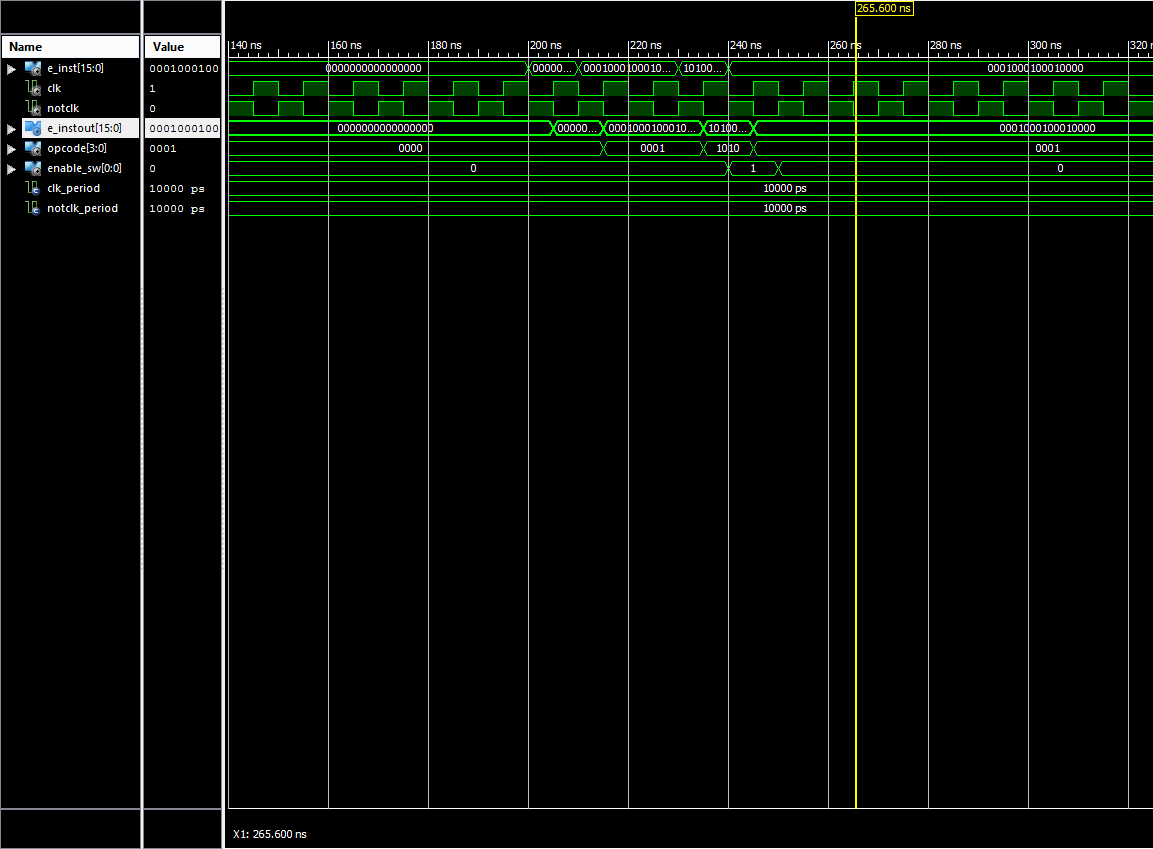 265.600 ns
Name Value 140 ns 160 ns 180 ns 200 ns 220 ns 240 ns 260 ns 280 ns 300 ns 320 n
e_inst[15:0] 0001000100 0000000000000000 00000... 0001000100010... 10100... 0001000100010000
clk 1
notclk 0
e_instout[15:0] 0001000100 0000000000000000 00000... 0001000100010... 10100... 0001000100010000
opcode[3:0] 0001 0000 0001 1010 0001
enable_sw[0:0] 0 0 1 0
clk_period 10000 ps 10000 ps
notclk_period 10000 ps 10000 ps
X1: 265.600 ns